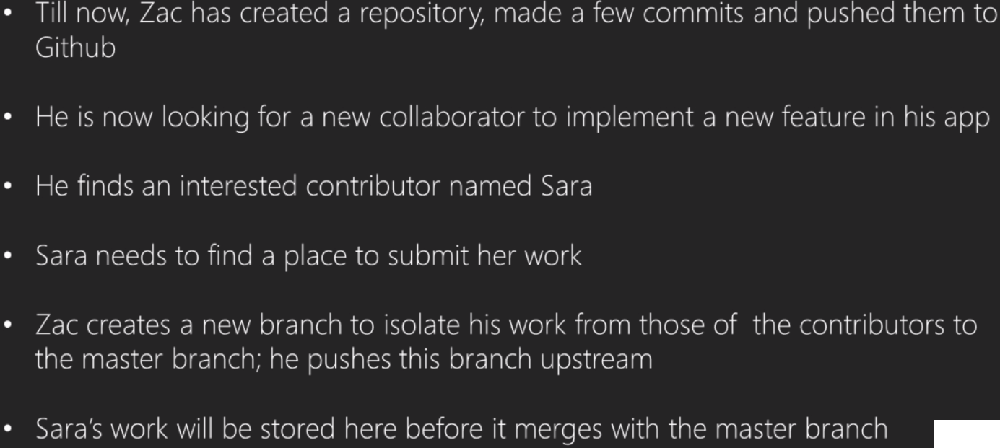 • Till now, Zac has created a repository, made a few commits and pushed them to
Github
• He is now looking for a new collaborator to implement a new feature in his app
• He finds an interested contributor named Sara
• Sara needs to find a place to submit her work
• Zac creates a new branch to isolate his work from those of  the contributors to
the master branch; he pushes this branch upstream
• Sara’s work will be stored here before it merges with the master branch